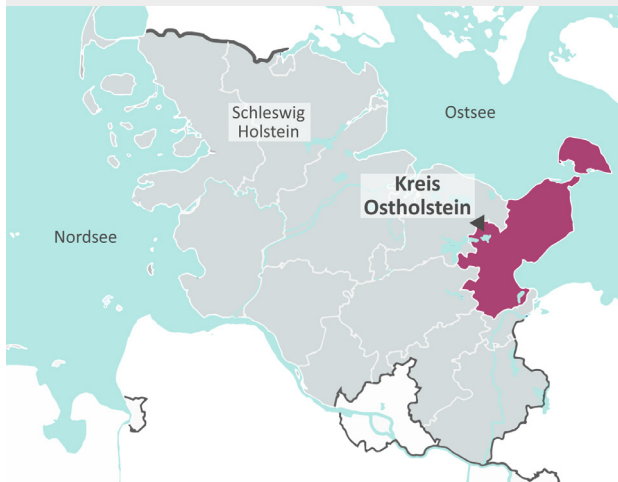 Schleswig
Holstein
Ostsee
Kreis
Ostholstein
Nordsee